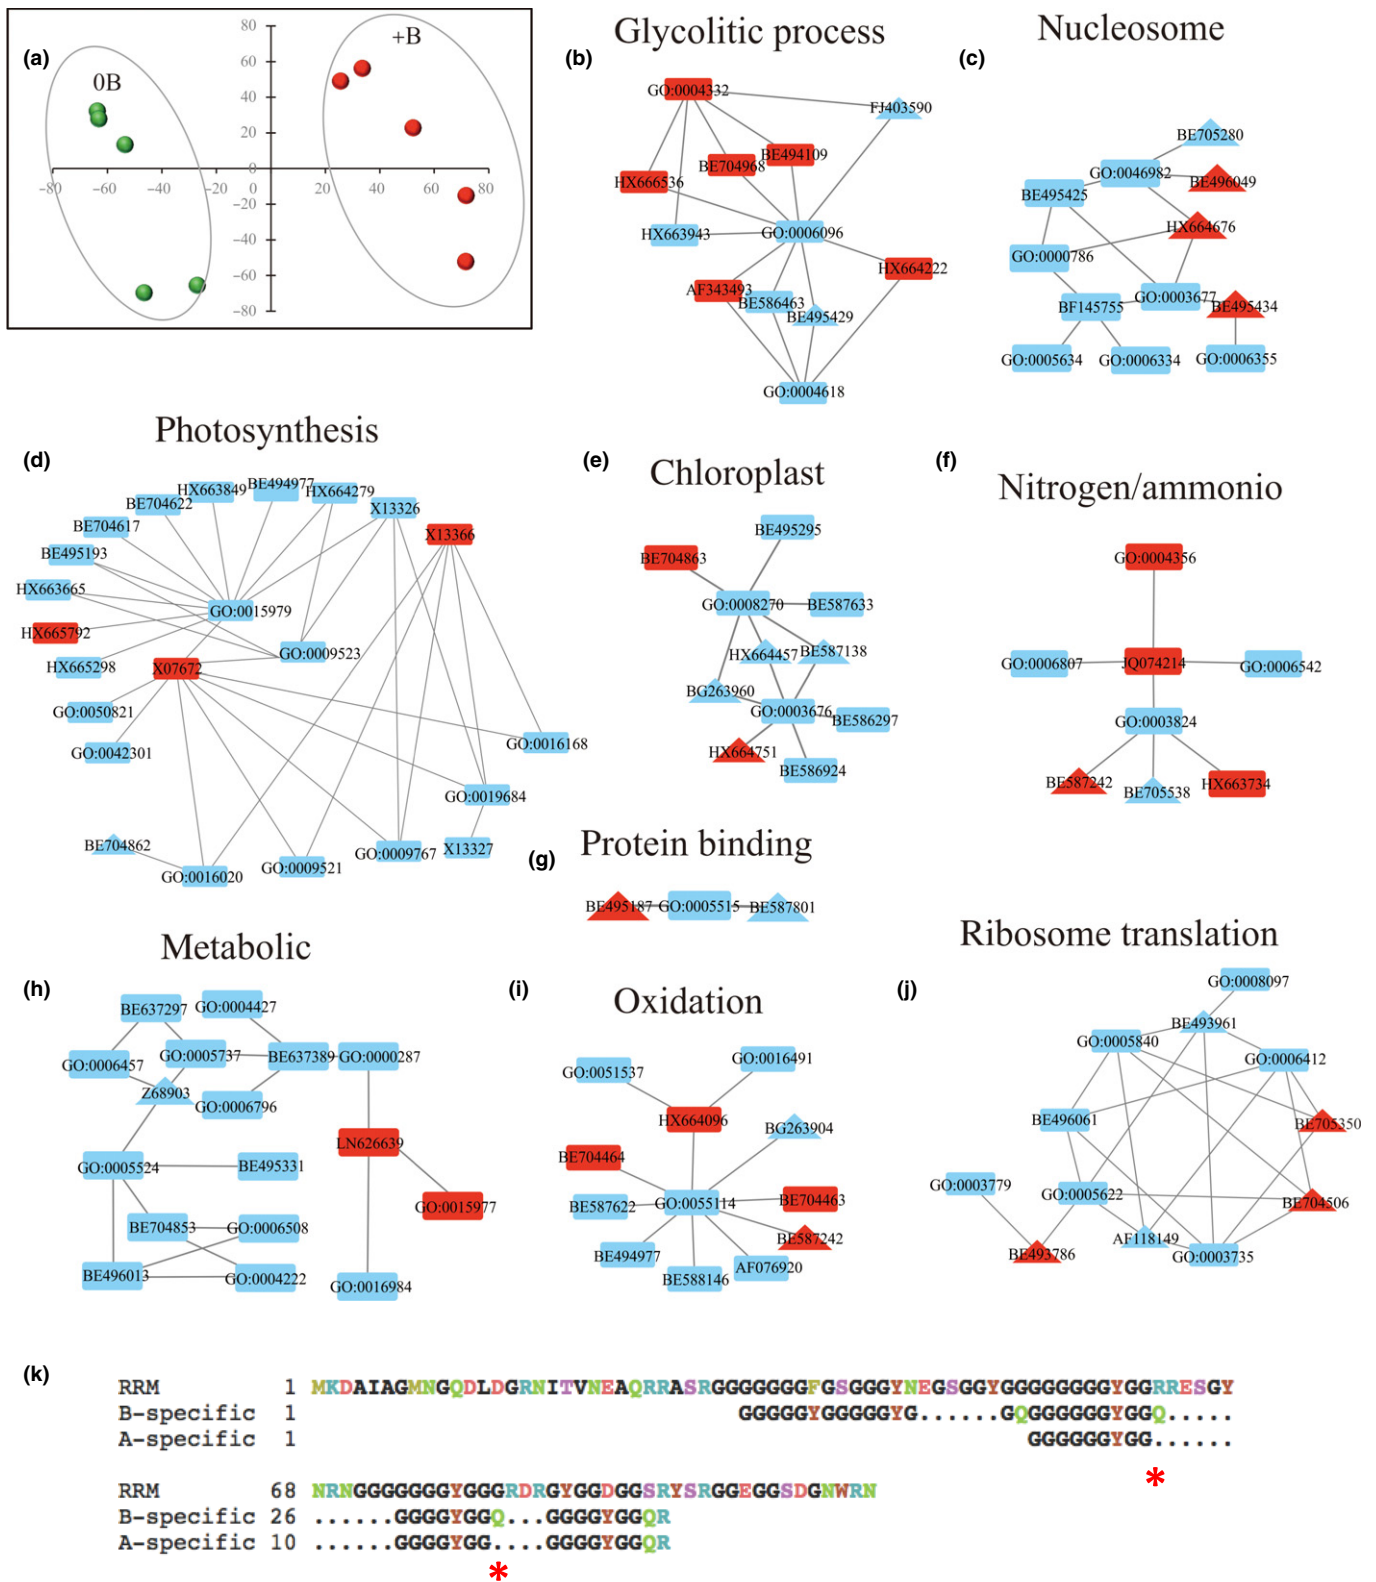 (a)
0B
+B
80
60
40
20
0
−20
−40
−60
−80
−80
−60
−40
−20
20
40
60
80
(b)
Glycolitic process
GO:0004332
FJ403590
BE494109
BE704968
HX666536
HX663943
GO:0006096
HX664222
AF343493
BE586463
BE495429
GO:0004618
(c)
Nucleosome
BE705280
GO:0046982
BE496049
BE495425
HX664676
GO:0000786
GO:0003677
BF145755
BE495434
GO:0005634
GO:0006334
GO:0006355
(d)
Photosynthesis
BE494977
HX663849
HX664279
BE704622
X13326
BE704617
X13366
BE495193
HX663665
GO:0015979
HX665792
GO:0009523
HX665298
X07672
GO:0050821
GO:0042301
GO:0016168
GO:0019684
BE704862
GO:0009767
X13327
GO:0009521
GO:0016020
(e)
Chloroplast
BE495295
BE704863
GO:0008270
BE587633
HX664457
BE587138
BG263960
GO:0003676
BE586297
HX664751
BE586924
(f)
Nitrogen/ammonio
GO:0004356
GO:0006807
JQ074214
GO:0006542
GO:0003824
BE587242
BE705538
HX663734
(g)
Protein binding
BE495187
GO:0005515
BE587801
(h)
Metabolic
BE637297
GO:0004427
GO:0006457
GO:0005737
BE637389
GO:0000287
Z68903
GO:0006796
LN626639
GO:0005524
BE495331
GO:0015977
BE704853
GO:0006508
BE496013
GO:0004222
GO:0016984
(i)
Oxidation
GO:0051537
GO:0016491
HX664096
BG263904
BE704464
BE587622
GO:0055114
BE704463
BE587242
BE494977
AF076920
BE588146
(j)
Ribosome translation
GO:0008097
BE493961
GO:0005840
GO:0006412
BE496061
BE705350
GO:0003779
GO:0005622
BE704506
BE493786
AF118149
GO:0003735
(k)
RRM 1 MKDAIAGMNGQDLDGRNITVNEAQRRASRGGGGGGGFGSGGGYNEGSGGYGGGGGGGGYGGRRESGY
B-specific 1 GGGGGYGGGGGYG......GQGGGGGGYGGQ.....
A-specific 1 GGGGGGYGG......
*
RRM 68 NRNGGGGGGGYGGGRDRGYGGDGGSRYSRGGEGGSDGNWRN
B-specific 26 ......GGGGYGGQ...GGGGYGGQR
A-specific 10 ......GGGGYGG....GGGGYGGQR
*